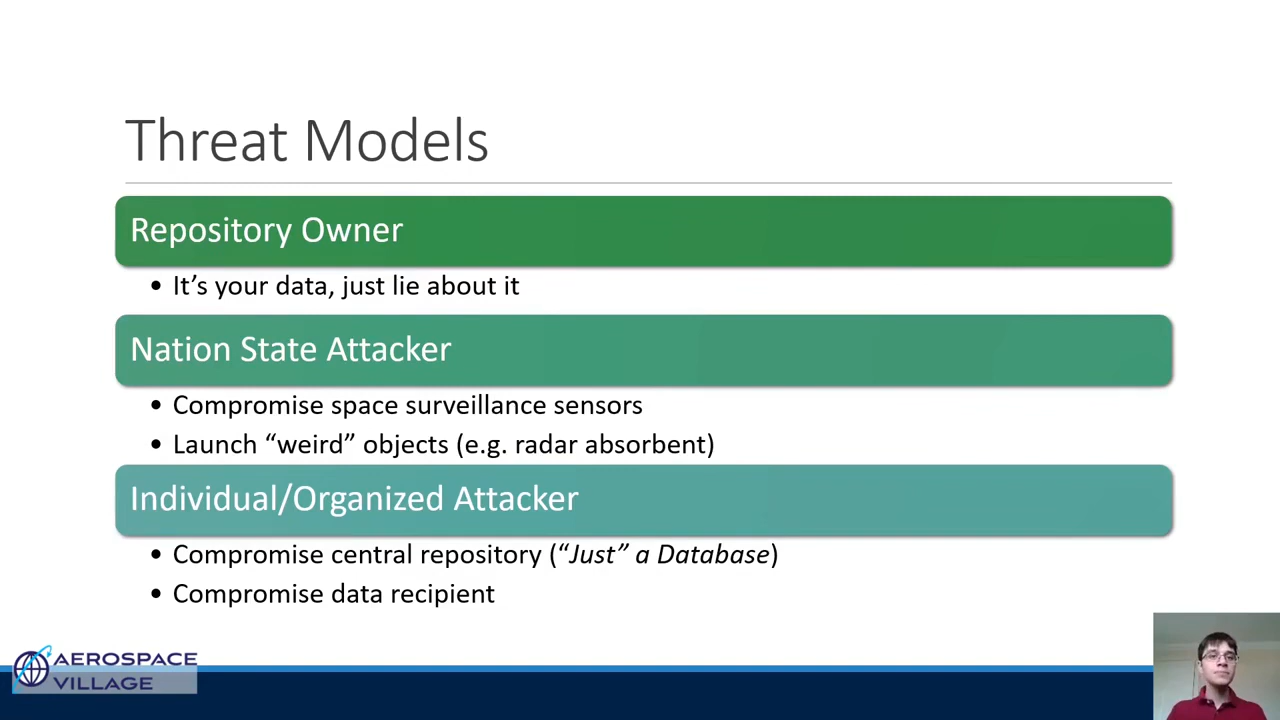 Threat Models
Repository Owner
• It’s your data, just lie about it
Nation State Attacker
• Compromise space surveillance sensors
• Launch “weird” objects (e.g. radar absorbent)
Individual/Organized Attacker
• Compromise central repository (“Just” a Database)
• Compromise data recipient
AEROSPACE
VILLAGE